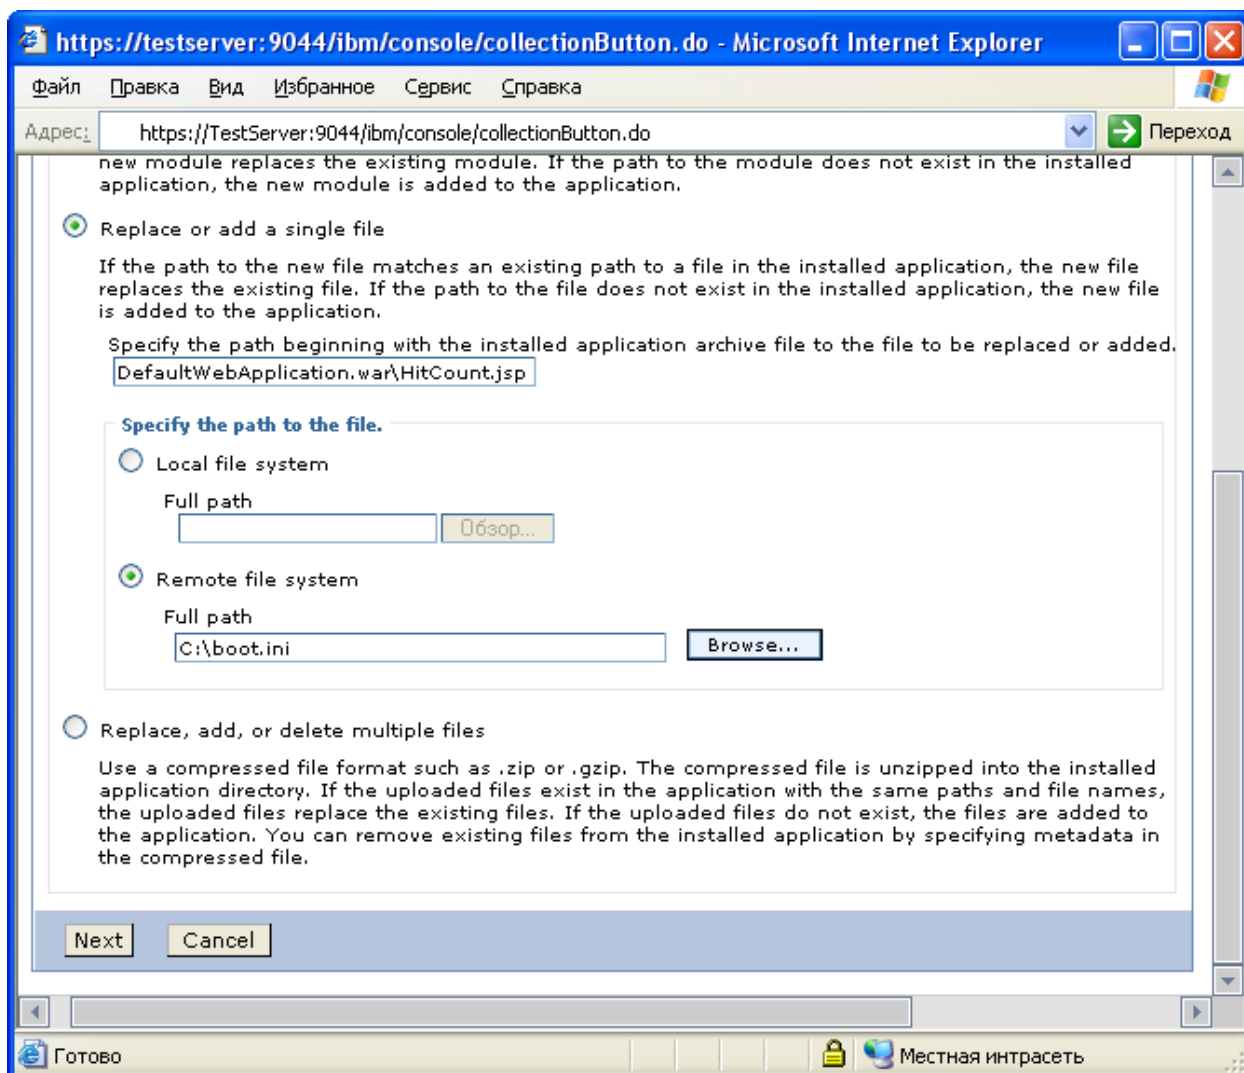 https://testserver:9044/ibm/console/collectionButton.do - Microsoft Internet Explorer
Файл Правка Вид Избранное Сервис Справка
Адрес: https://TestServer:9044/ibm/console/collectionButton.do Переход
new module replaces the existing module. If the path to the module does not exist in the installed
application, the new module is added to the application.
Replace or add a single file
If the path to the new file matches an existing path to a file in the installed application, the new file
replaces the existing file. If the path to the file does not exist in the installed application, the new file
is added to the application.
Specify the path beginning with the installed application archive file to the file to be replaced or added.
DefaultWebApplication.war\HitCount.jsp
Specify the path to the file.
Local file system
Full path
Обзор...
Remote file system
Full path
C:\boot.ini Browse...
Replace, add, or delete multiple files
Use a compressed file format such as .zip or .gzip. The compressed file is unzipped into the installed
application directory. If the uploaded files exist in the application with the same paths and file names,
the uploaded files replace the existing files. If the uploaded files do not exist, the files are added to
the application. You can remove existing files from the installed application by specifying metadata in
the compressed file.
Next Cancel
Готово Местная интрасеть